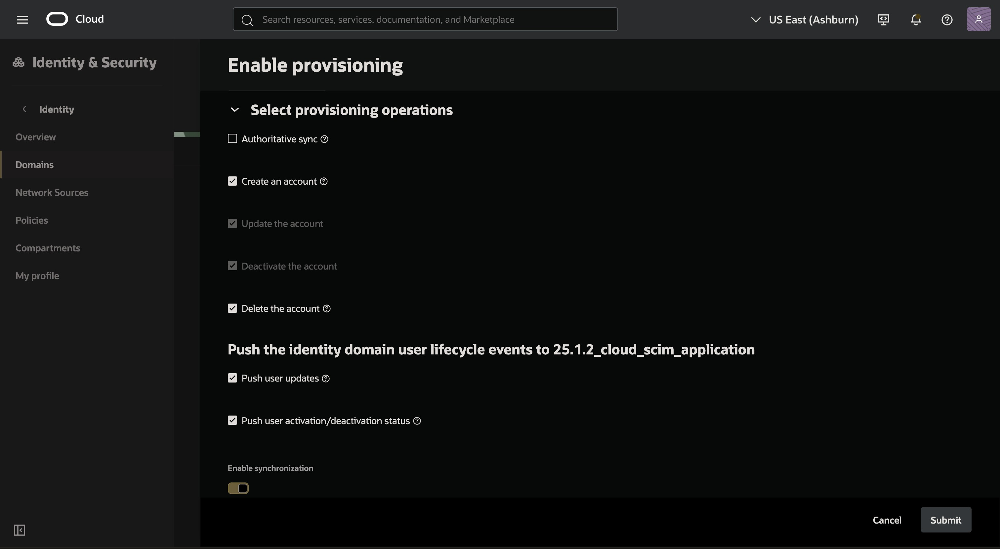 Cloud
Search resources, services, documentation, and Marketplace
US East (Ashburn)
Identity & Security
Identity
Overview
Domains
Network Sources
Policies
Compartments
My profile
Enable provisioning
Select provisioning operations
Authoritative sync
Create an account
Update the account
Deactivate the account
Delete the account
Push the identity domain user lifecycle events to 25.1.2_cloud_scim_application
Push user updates
Push user activation/deactivation status
Enable synchronization
Cancel
Submit